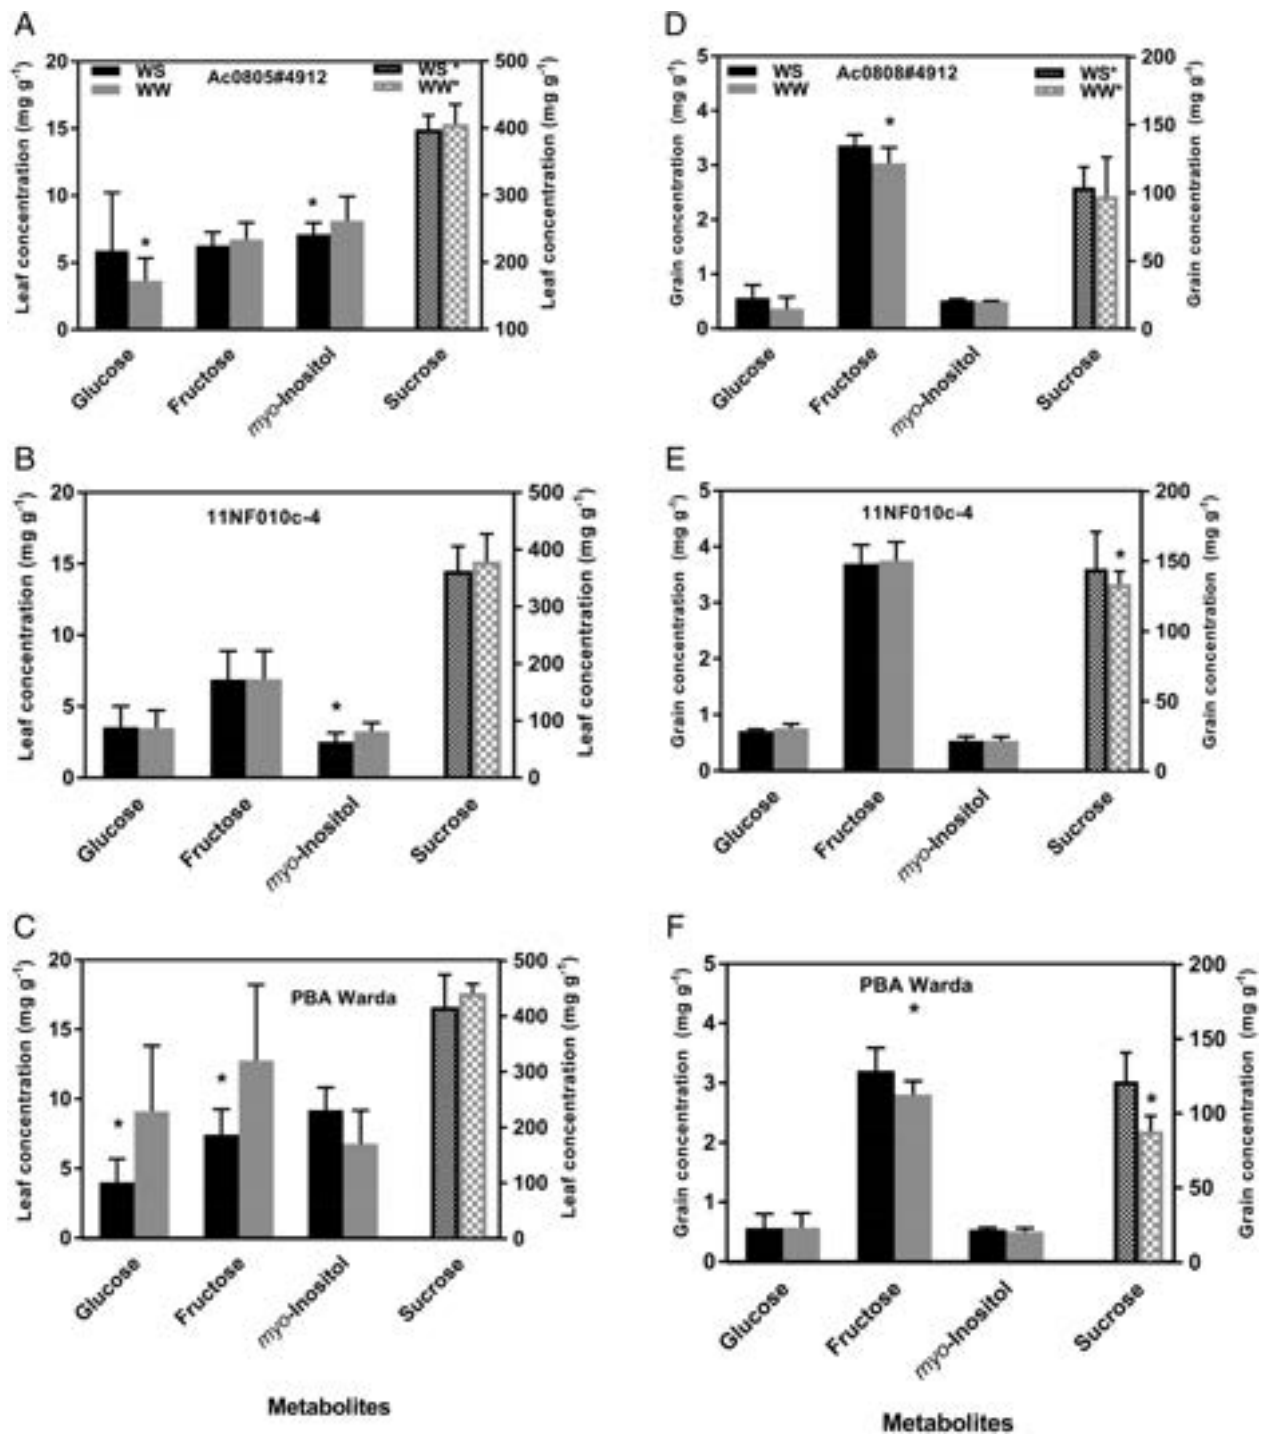 A
Leaf concentration (mg g-1)
20
15
10
5
0
WS
WW
Ac0805#4912
WS*
WW*
*
*
500
400
300
200
100
Leaf concentration (mg g-1)
Glucose
Fructose
myo-Inositol
Sucrose
D
Grain concentration (mg g-1)
5
4
3
2
1
0
WS
WW
Ac0808#4912
WS*
WW*
*
200
150
100
50
0
Grain concentration (mg g-1)
Glucose
Fructose
myo-Inositol
Sucrose
B
Leaf concentration (mg g-1)
20
15
10
5
0
11NF010c-4
*
500
400
300
200
100
0
Leaf concentration (mg g-1)
Glucose
Fructose
myo-Inositol
Sucrose
E
Grain concentration (mg g-1)
5
4
3
2
1
0
11NF010c-4
*
200
150
100
50
0
Grain concentration (mg g-1)
Glucose
Fructose
myo-Inositol
Sucrose
C
Leaf concentration (mg g-1)
20
15
10
5
0
PBA Warda
*
*
500
400
300
200
100
0
Leaf concentration (mg g-1)
Glucose
Fructose
myo-Inositol
Sucrose
Metabolites
F
Grain concentration (mg g-1)
5
4
3
2
1
0
PBA Warda
*
*
200
150
100
50
0
Grain concentration (mg g-1)
Glucose
Fructose
myo-Inositol
Sucrose
Metabolites